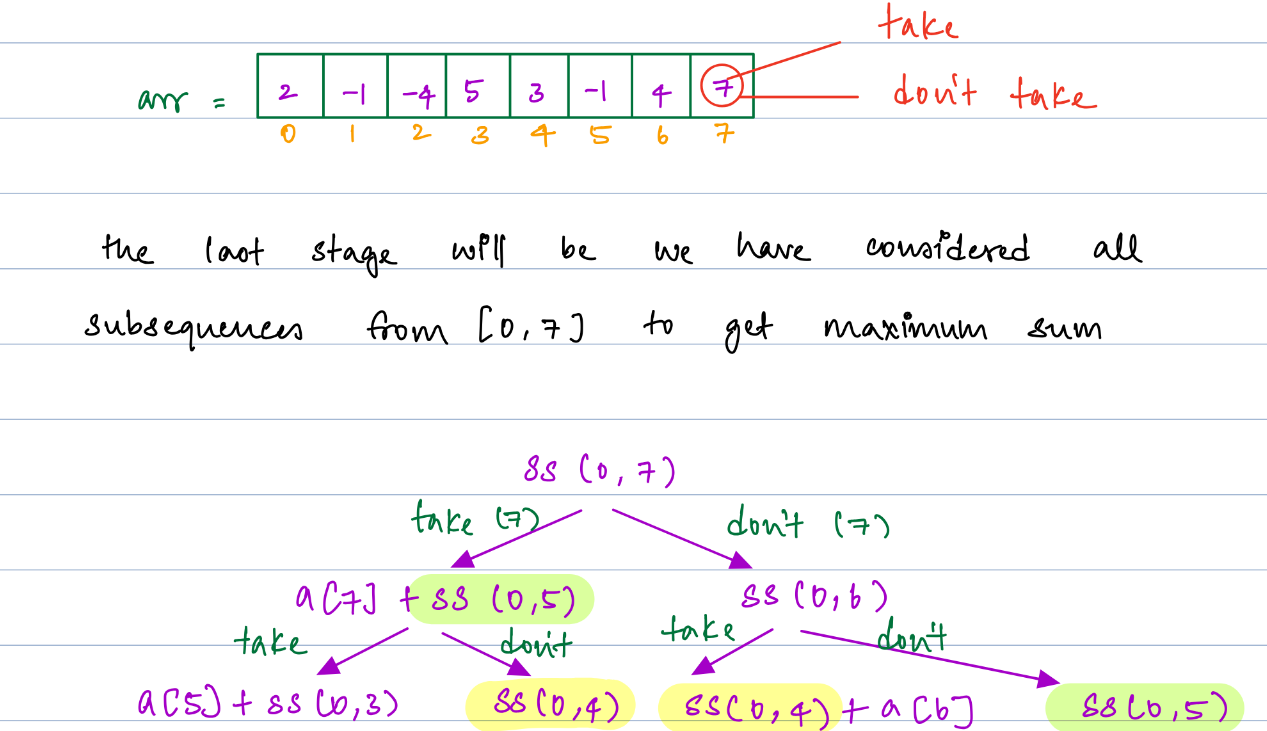 take
arr = 2 -1 -4 5 3 -1 4 7 don't take
0 1 2 3 4 5 6 7
the last stage will be we have considered all
subsequences from [0,7] to get maximum sum
ss (0,7)
take (7) don't (7)
a[7] + ss (0,5) ss (0,6)
take don't take don't
a[5] + ss (0,3) ss(0,4) ss(0,4) + a[6] ss(0,5)